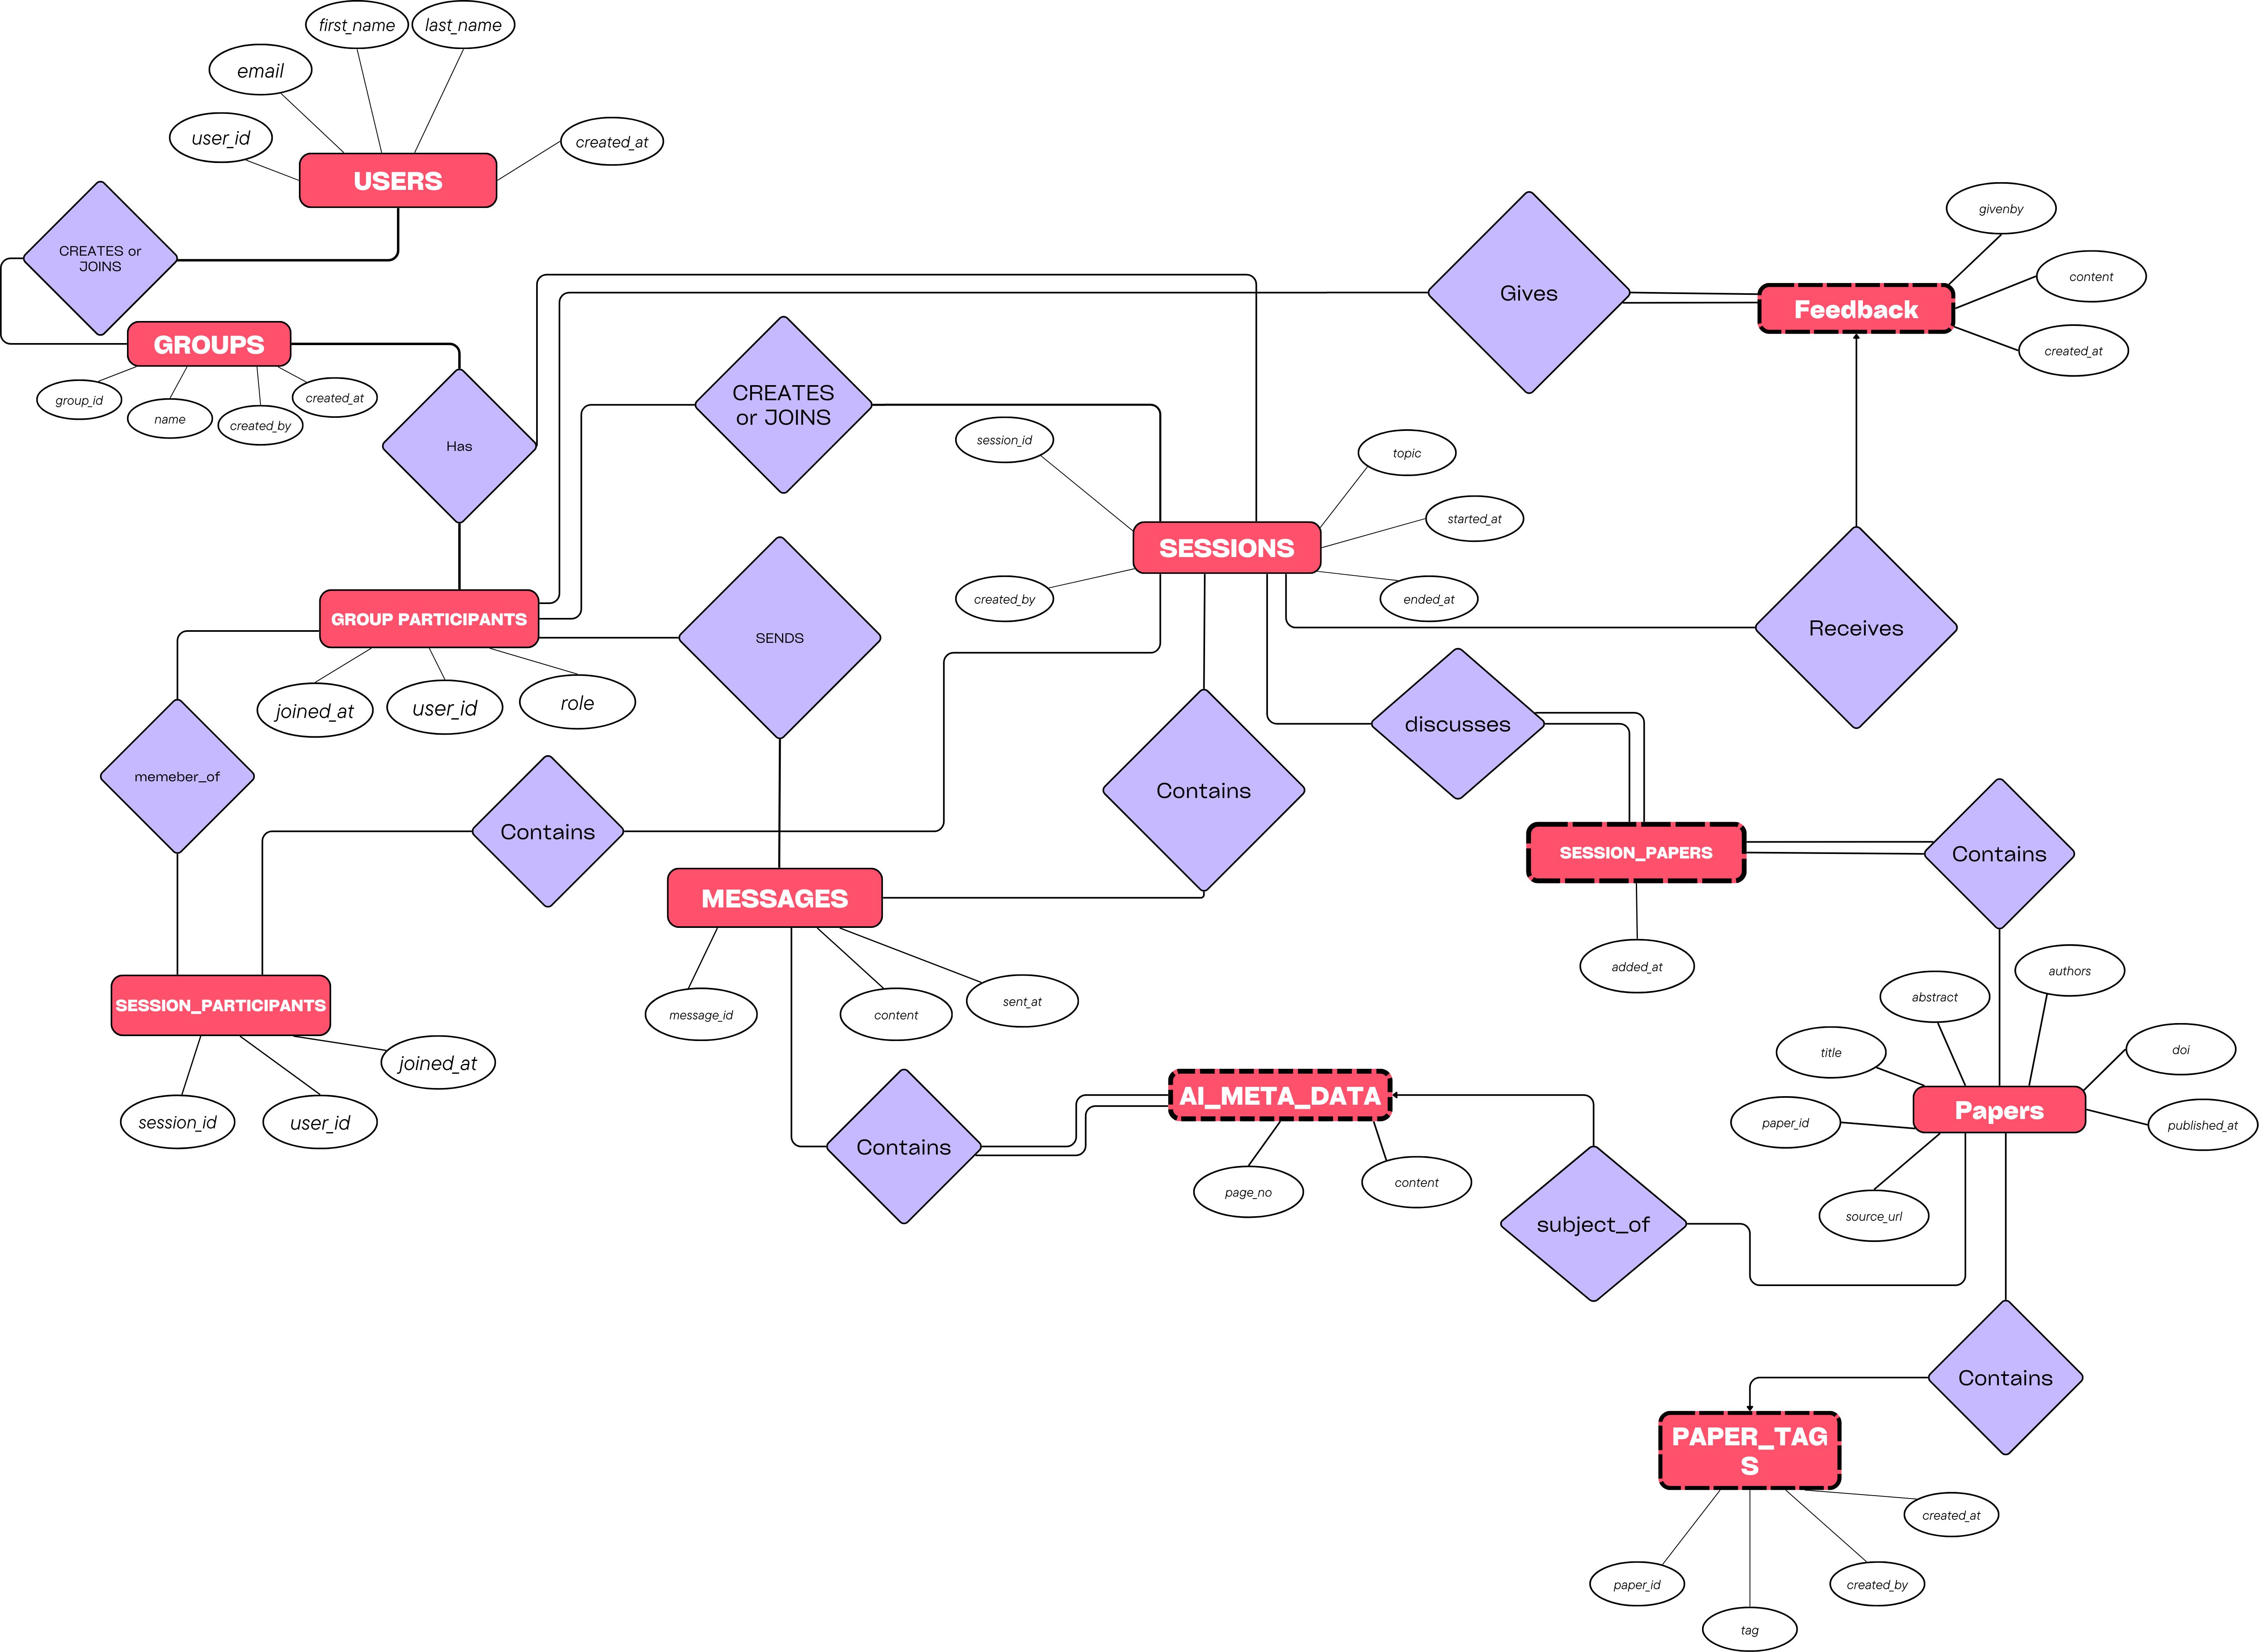 first_name
last_name
email
user_id
created_at
USERS
CREATES or
JOINS
GROUPS
group_id
name
created_by
created_at
Has
CREATES
or JOINS
Gives
givenby
content
created_at
Feedback
session_id
topic
started_at
SESSIONS
created_by
ended_at
Receives
GROUP PARTICIPANTS
joined_at
user_id
role
SENDS
discusses
memeber_of
Contains
Contains
SESSION_PAPERS
added_at
Contains
MESSAGES
message_id
content
sent_at
SESSION_PARTICIPANTS
session_id
user_id
joined_at
Contains
AI_META_DATA
page_no
content
subject_of
authors
abstract
title
doi
paper_id
Papers
published_at
source_url
Contains
PAPER_TAG
S
created_at
paper_id
created_by
tag